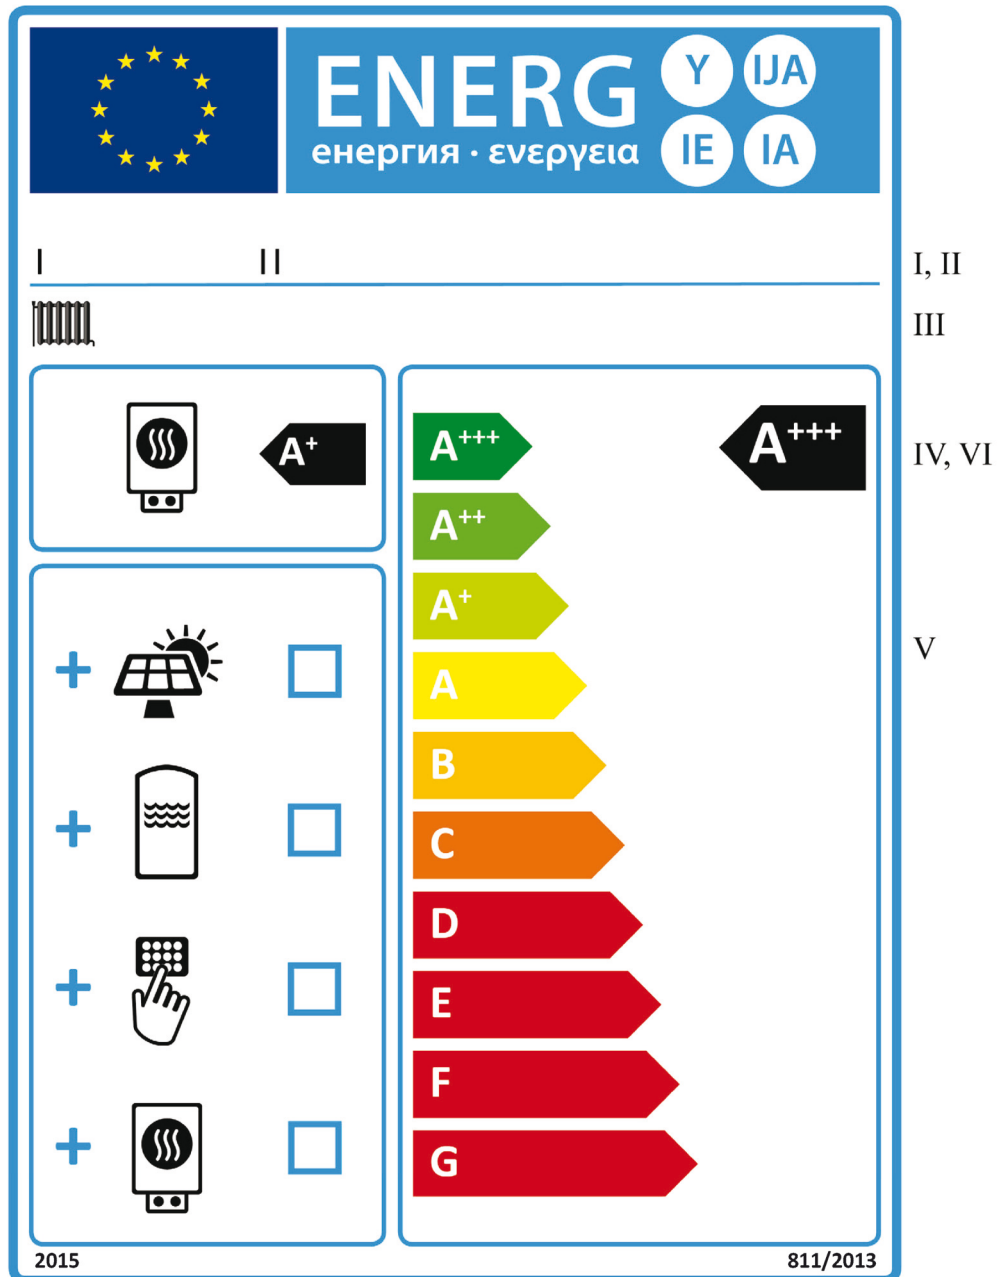 ENERG Y IJA
енергия · ενεργεια IE IA
I II I, II
III
A+ A+++ A+++ IV, VI
A++
A+
A V
B
C
D
E
F
G
2015 811/2013